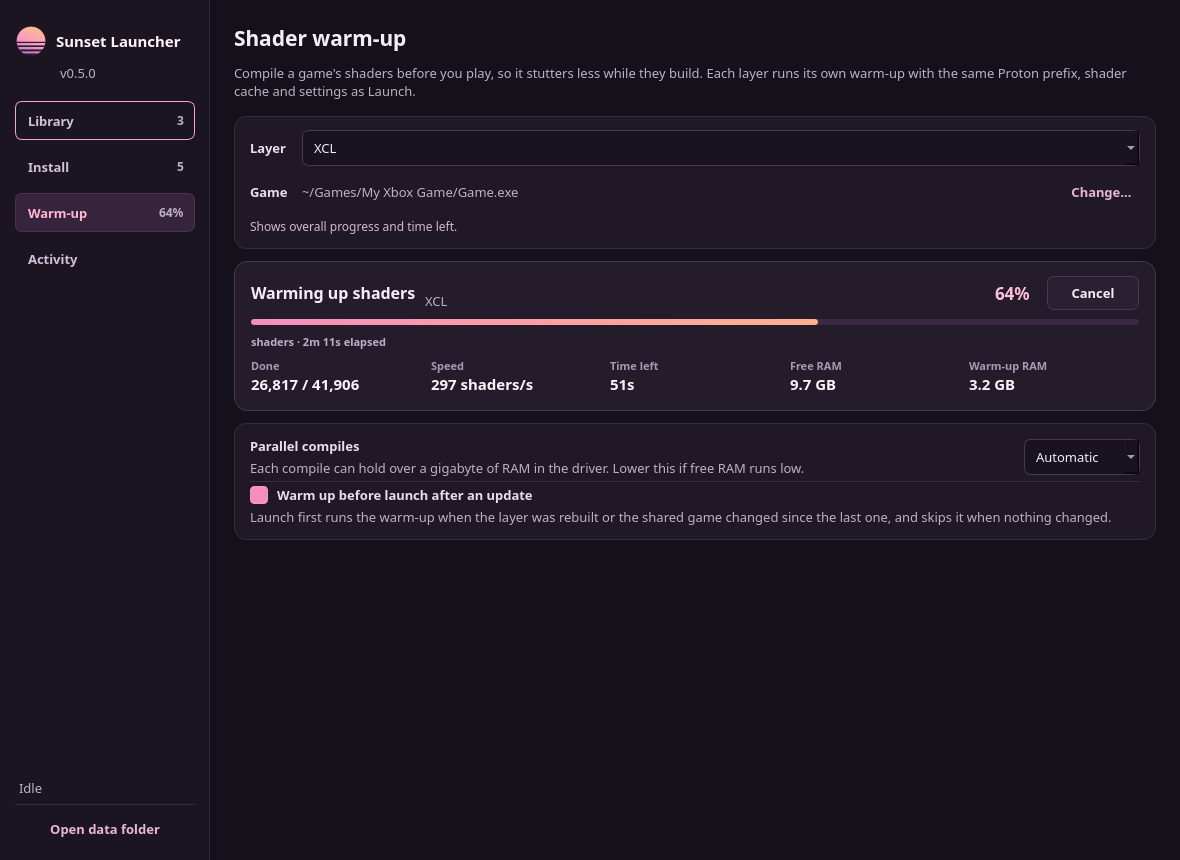 Sunset Launcher
v0.5.0
Library 3
Install 5
Warm-up 64%
Activity
Idle
Open data folder
Shader warm-up
Compile a game's shaders before you play, so it stutters less while they build. Each layer runs its own warm-up with the same Proton prefix, shader
cache and settings as Launch.
Layer XCL
Game ~/Games/My Xbox Game/Game.exe Change...
Shows overall progress and time left.
Warming up shaders XCL 64% Cancel
shaders · 2m 11s elapsed
Done Speed Time left Free RAM Warm-up RAM
26,817 / 41,906 297 shaders/s 51s 9.7 GB 3.2 GB
Parallel compiles
Each compile can hold over a gigabyte of RAM in the driver. Lower this if free RAM runs low.
Automatic
Warm up before launch after an update
Launch first runs the warm-up when the layer was rebuilt or the shared game changed since the last one, and skips it when nothing changed.